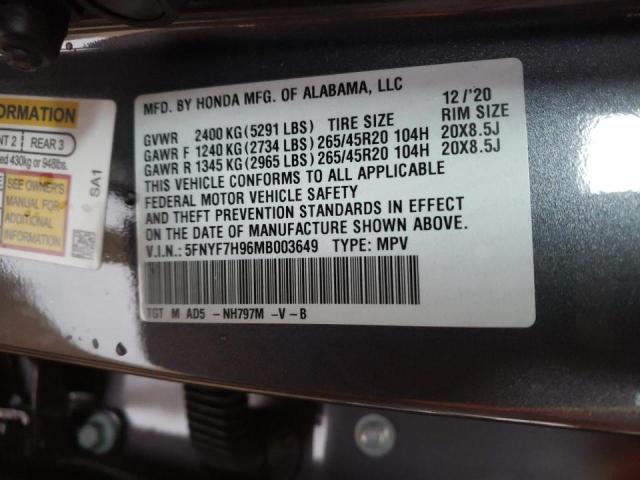 MFD. BY HONDA MFG. OF ALABAMA, LLC
12/'20
GVWR 2400 KG (5291 LBS) TIRE SIZE RIM SIZE
GAWR F 1240 KG (2734 LBS) 265/45R20 104H 20X8.5J
GAWR R 1345 KG (2965 LBS) 265/45R20 104H 20X8.5J
THIS VEHICLE CONFORMS TO ALL APPLICABLE
FEDERAL MOTOR VEHICLE SAFETY
AND THEFT PREVENTION STANDARDS IN EFFECT
ON THE DATE OF MANUFACTURE SHOWN ABOVE.
V.I.N.: 5FNYF7H96MB003649 TYPE: MPV
TGT M AD5 -NH797M -V-B
2 REAR 3
430kg or 948lbs.
SEE OWNER'S
MANUAL FOR
ADDITIONAL
INFORMATION
SA1